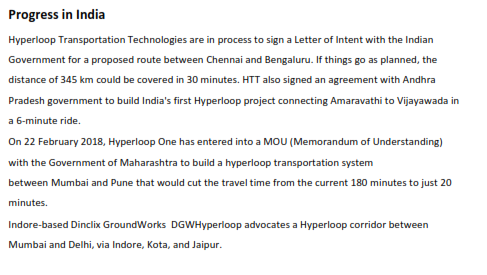 Progress in India
Hyperloop Transportation Technologies are in process to sign a Letter of Intent with the Indian
Government for a proposed route between Chennai and Bengaluru. If things go as planned, the
distance of 345 km could be covered in 30 minutes. HTT also signed an agreement with Andhra
Pradesh government to build India's first Hyperloop project connecting Amaravathi to Vijayawada in
a 6-minute ride.
On 22 February 2018, Hyperloop One has entered into a MOU (Memorandum of Understanding)
with the Government of Maharashtra to build a hyperloop transportation system
between Mumbai and Pune that would cut the travel time from the current 180 minutes to just 20
minutes.
Indore-based Dinclix GroundWorks  DGWHyperloop advocates a Hyperloop corridor between
Mumbai and Delhi, via Indore, Kota, and Jaipur.